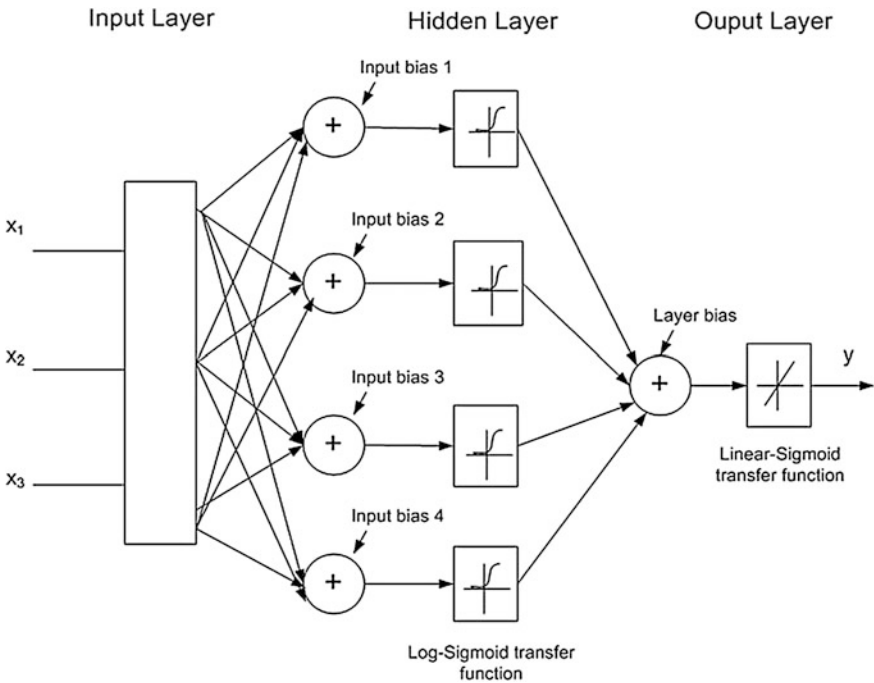 Input Layer
Hidden Layer
Ouput Layer
Input bias 1
+
x₁
Input bias 2
+
x₂
Layer bias
+
y
Input bias 3
+
Linear-Sigmoid
transfer function
x₃
Input bias 4
+
Log-Sigmoid transfer
function